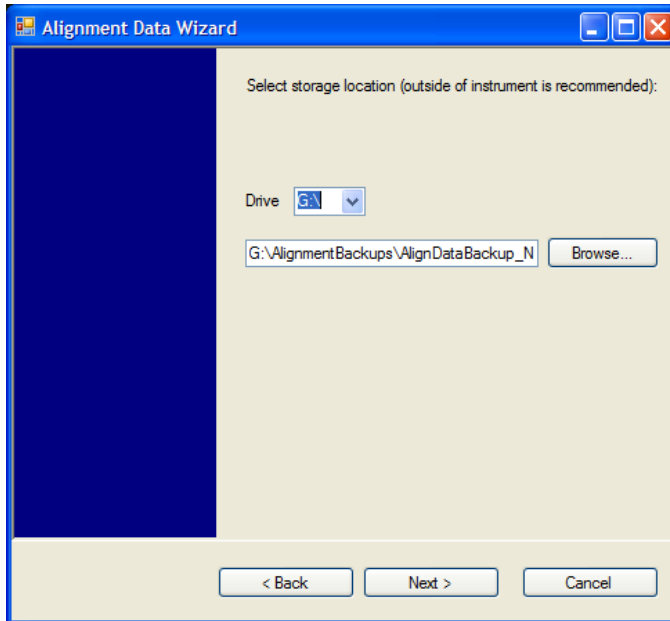 Alignment Data Wizard
Select storage location (outside of instrument is recommended):
Drive G:\
G:\AlignmentBackups\AlignDataBackup_N Browse...
< Back Next > Cancel